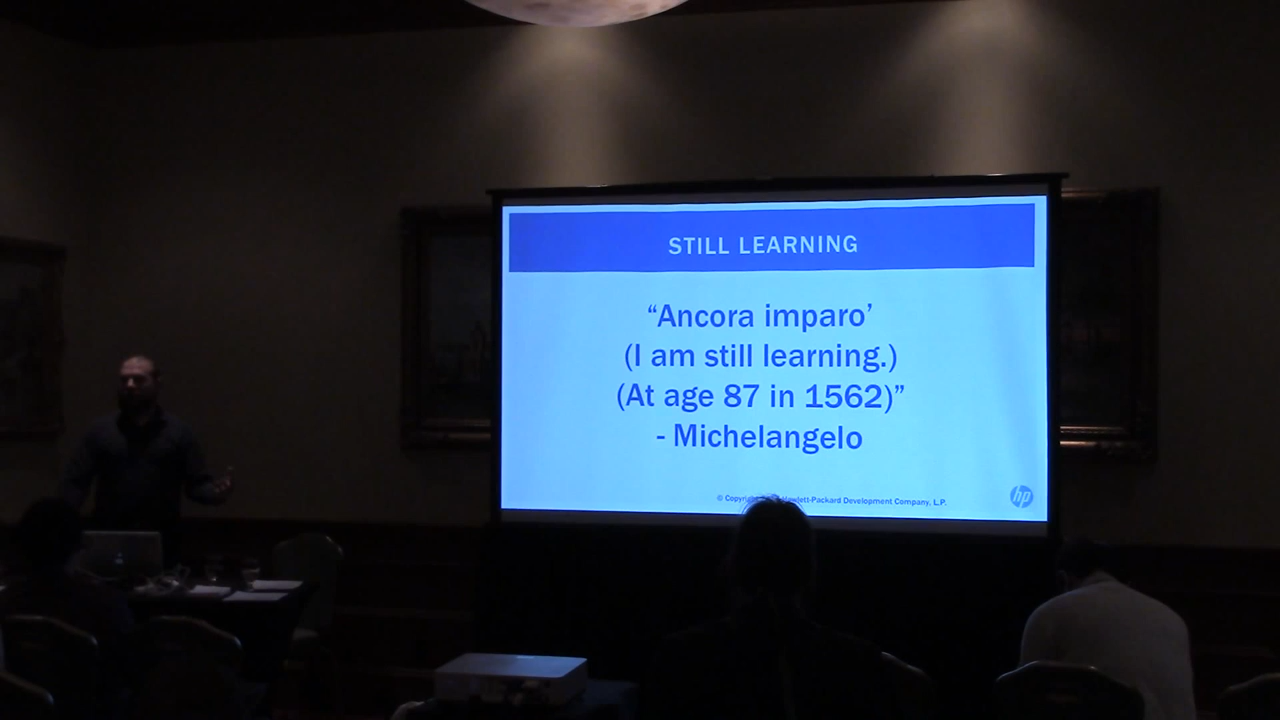 STILL LEARNING
“Ancora imparo’
(I am still learning.)
(At age 87 in 1562)”
- Michelangelo
© Hewlett-Packard Development Company, L.P.
hp